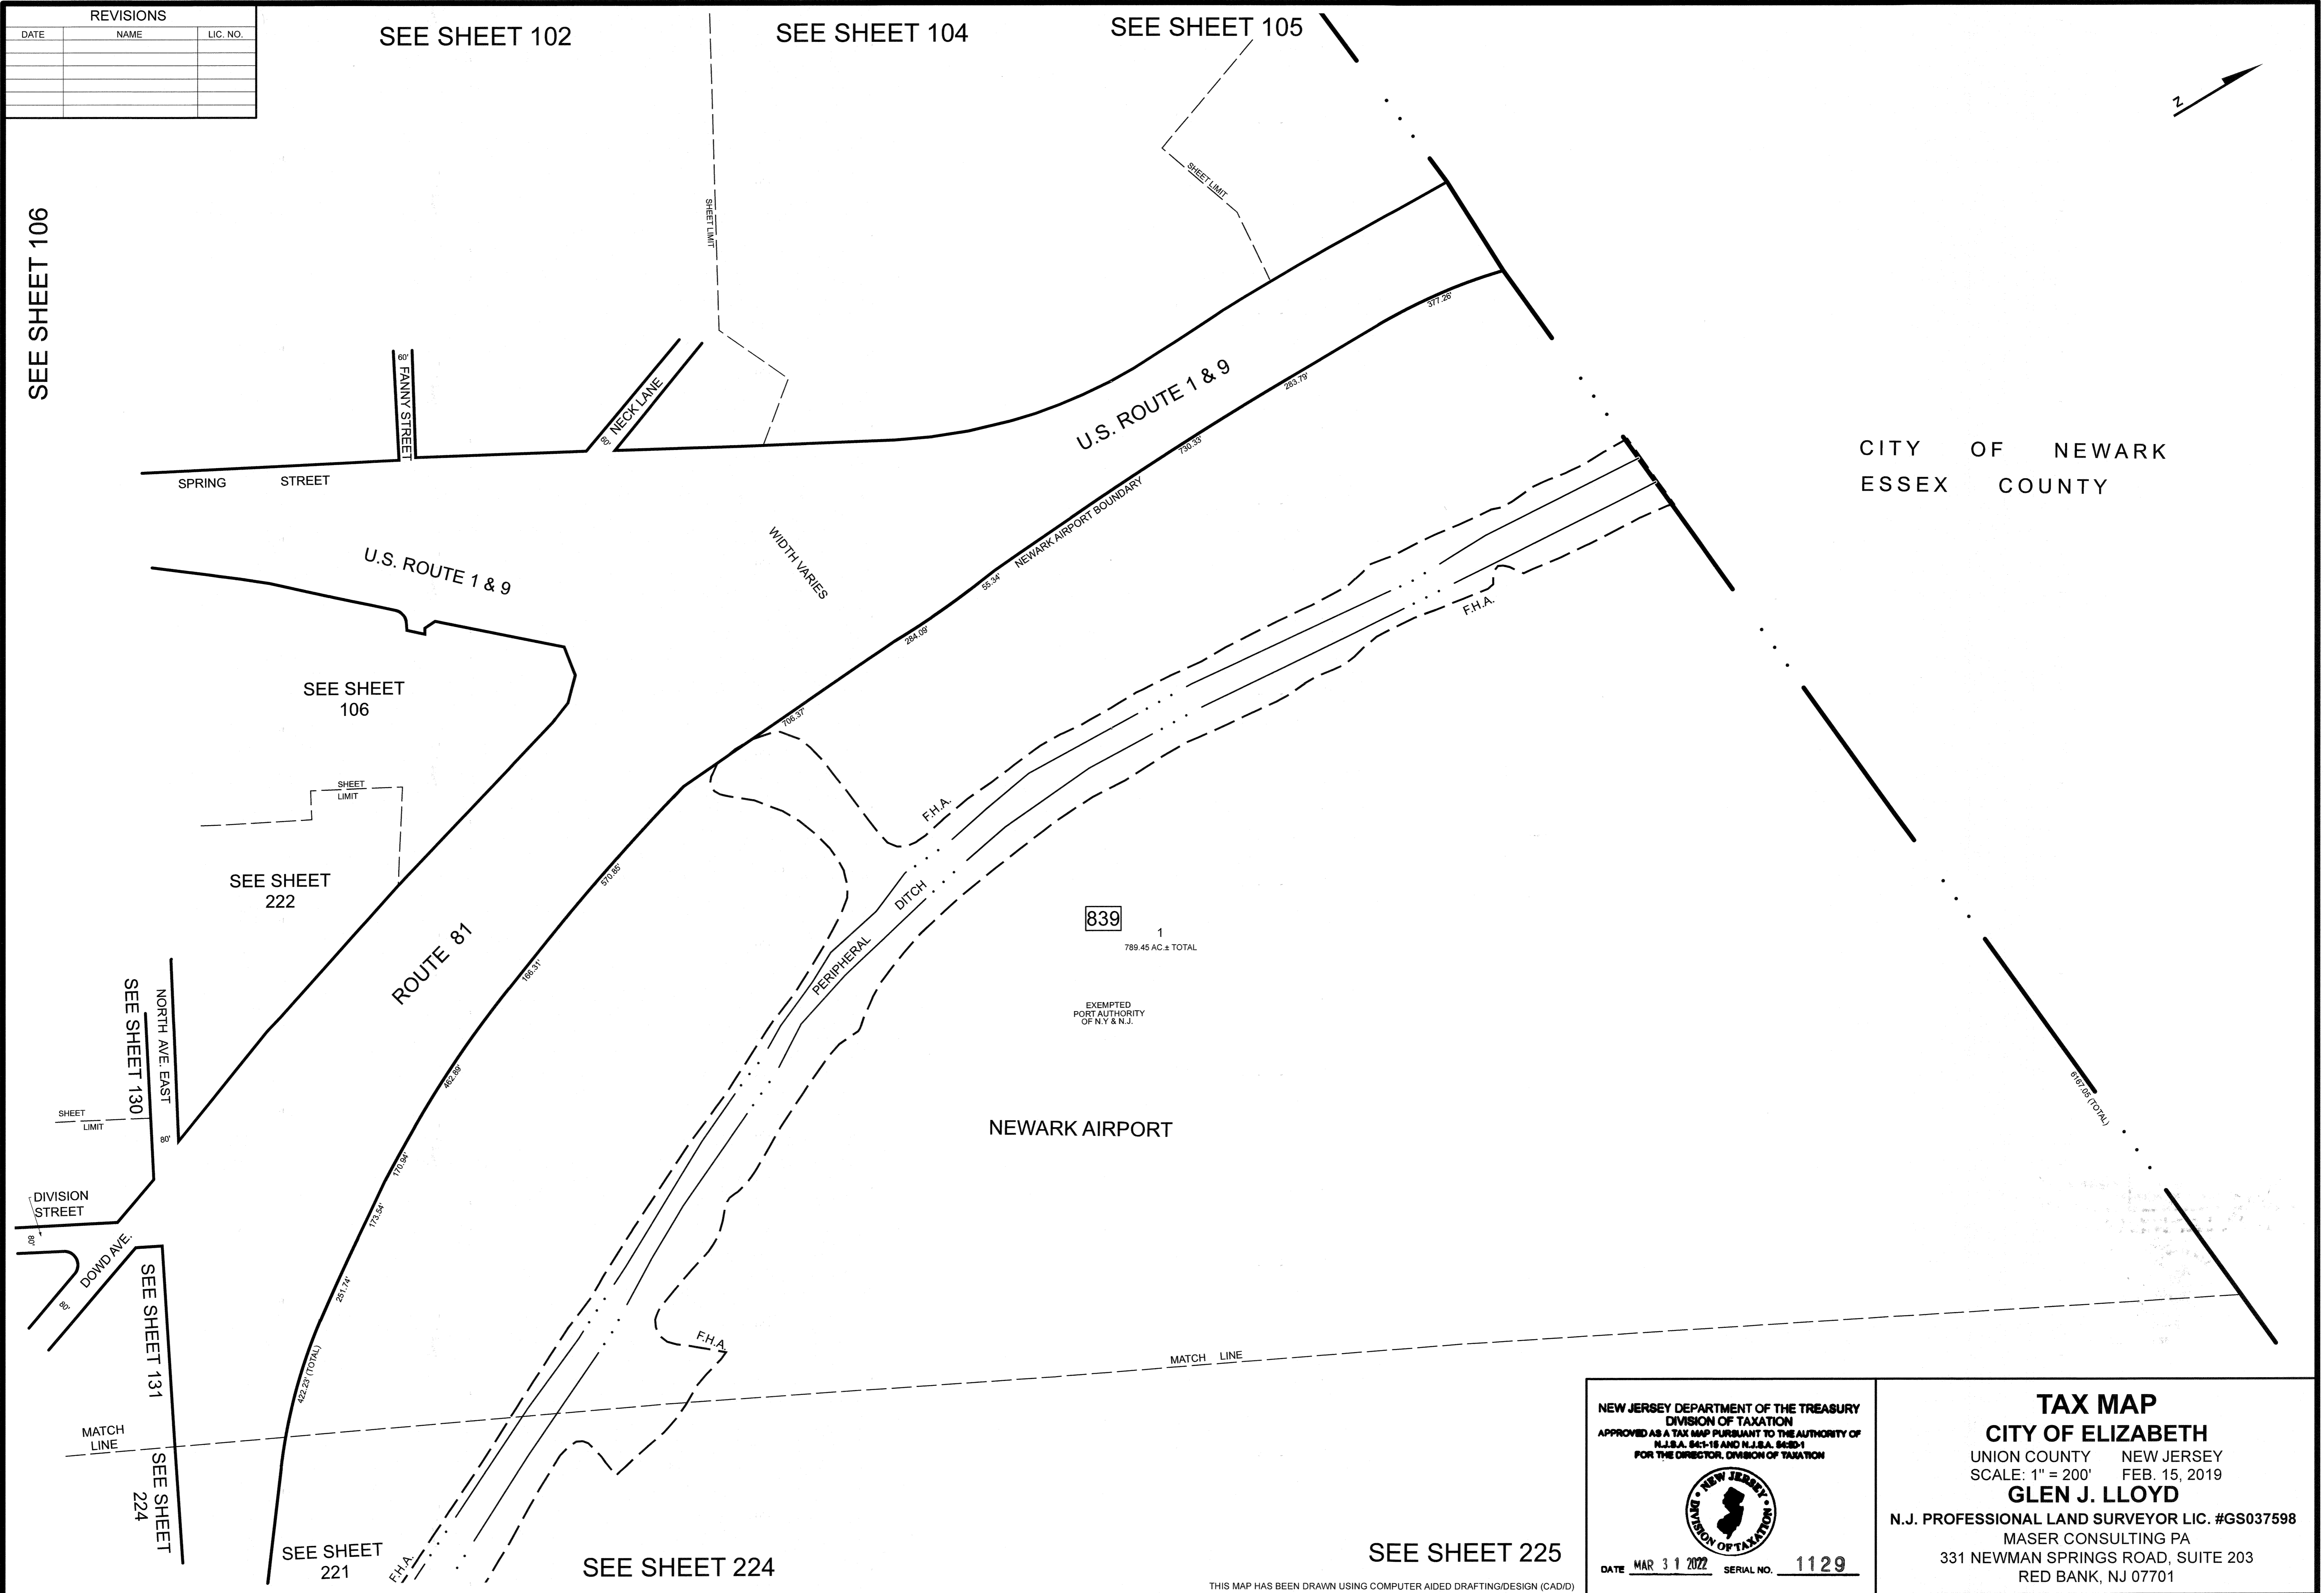 REVISIONS
DATE NAME LIC. NO.
SEE SHEET 102
SEE SHEET 104
SEE SHEET 105
N
SEE SHEET 106
SHEET LIMIT
SHEET LIMIT
60'
FANNY STREET
60'
NECK LANE
SPRING STREET
U.S. ROUTE 1 & 9
377.26'
283.79'
730.33'
NEWARK AIRPORT BOUNDARY
55.34'
284.09'
706.37'
CITY OF NEWARK
ESSEX COUNTY
U.S. ROUTE 1 & 9
WIDTH VARIES
F.H.A.
SEE SHEET
106
SHEET
LIMIT
SEE SHEET
222
570.85'
166.31'
ROUTE 81
462.89'
170.94'
173.54'
251.74'
422.23' (TOTAL)
F.H.A.
PERIPHERAL DITCH
839
1
789.45 AC.± TOTAL
EXEMPTED
PORT AUTHORITY
OF N.Y & N.J.
NEWARK AIRPORT
6167.05 (TOTAL)
SEE SHEET 130
NORTH AVE. EAST
80'
SHEET
LIMIT
DIVISION
STREET
80'
DOWD AVE.
80'
SEE SHEET 131
MATCH
LINE
SEE SHEET
224
F.H.A.
MATCH LINE
SEE SHEET
221
F.H.A.
SEE SHEET 224
SEE SHEET 225
THIS MAP HAS BEEN DRAWN USING COMPUTER AIDED DRAFTING/DESIGN (CAD/D)
NEW JERSEY DEPARTMENT OF THE TREASURY
DIVISION OF TAXATION
APPROVED AS A TAX MAP PURSUANT TO THE AUTHORITY OF
N.J.S.A. 54:1-15 AND N.J.S.A. 54:50-1
FOR THE DIRECTOR, DIVISION OF TAXATION
NEW JERSEY
DIVISION OF TAXATION
DATE MAR 31 2022 SERIAL NO. 1129
TAX MAP
CITY OF ELIZABETH
UNION COUNTY NEW JERSEY
SCALE: 1" = 200' FEB. 15, 2019
GLEN J. LLOYD
N.J. PROFESSIONAL LAND SURVEYOR LIC. #GS037598
MASER CONSULTING PA
331 NEWMAN SPRINGS ROAD, SUITE 203
RED BANK, NJ 07701